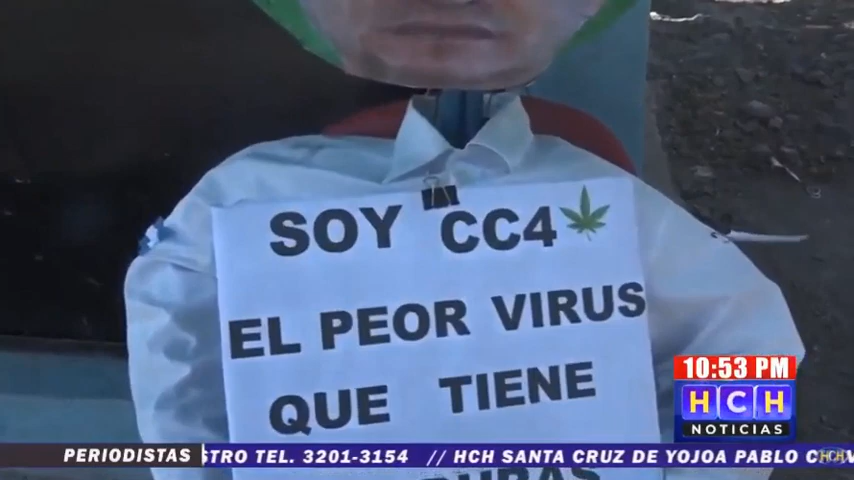 SOY CC4
EL PEOR VIRUS
QUE TIENE
DURAS
10:53 PM
HCH
NOTICIAS
PERIODISTAS
STRO TEL. 3201-3154 // HCH SANTA CRUZ DE YOJOA PABLO